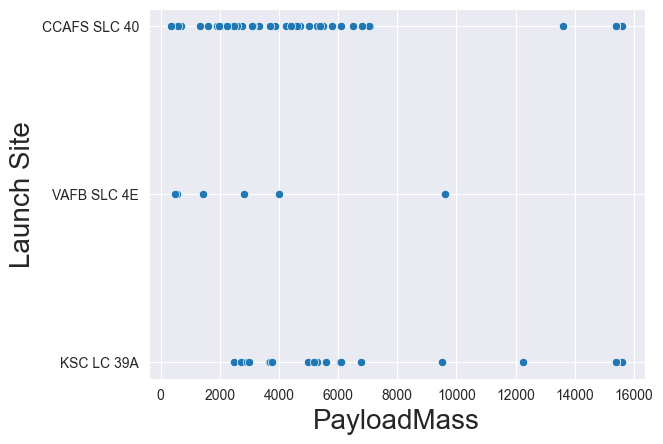 CCAFS SLC 40
VAFB SLC 4E
KSC LC 39A
Launch Site
0 2000 4000 6000 8000 10000 12000 14000 16000
PayloadMass